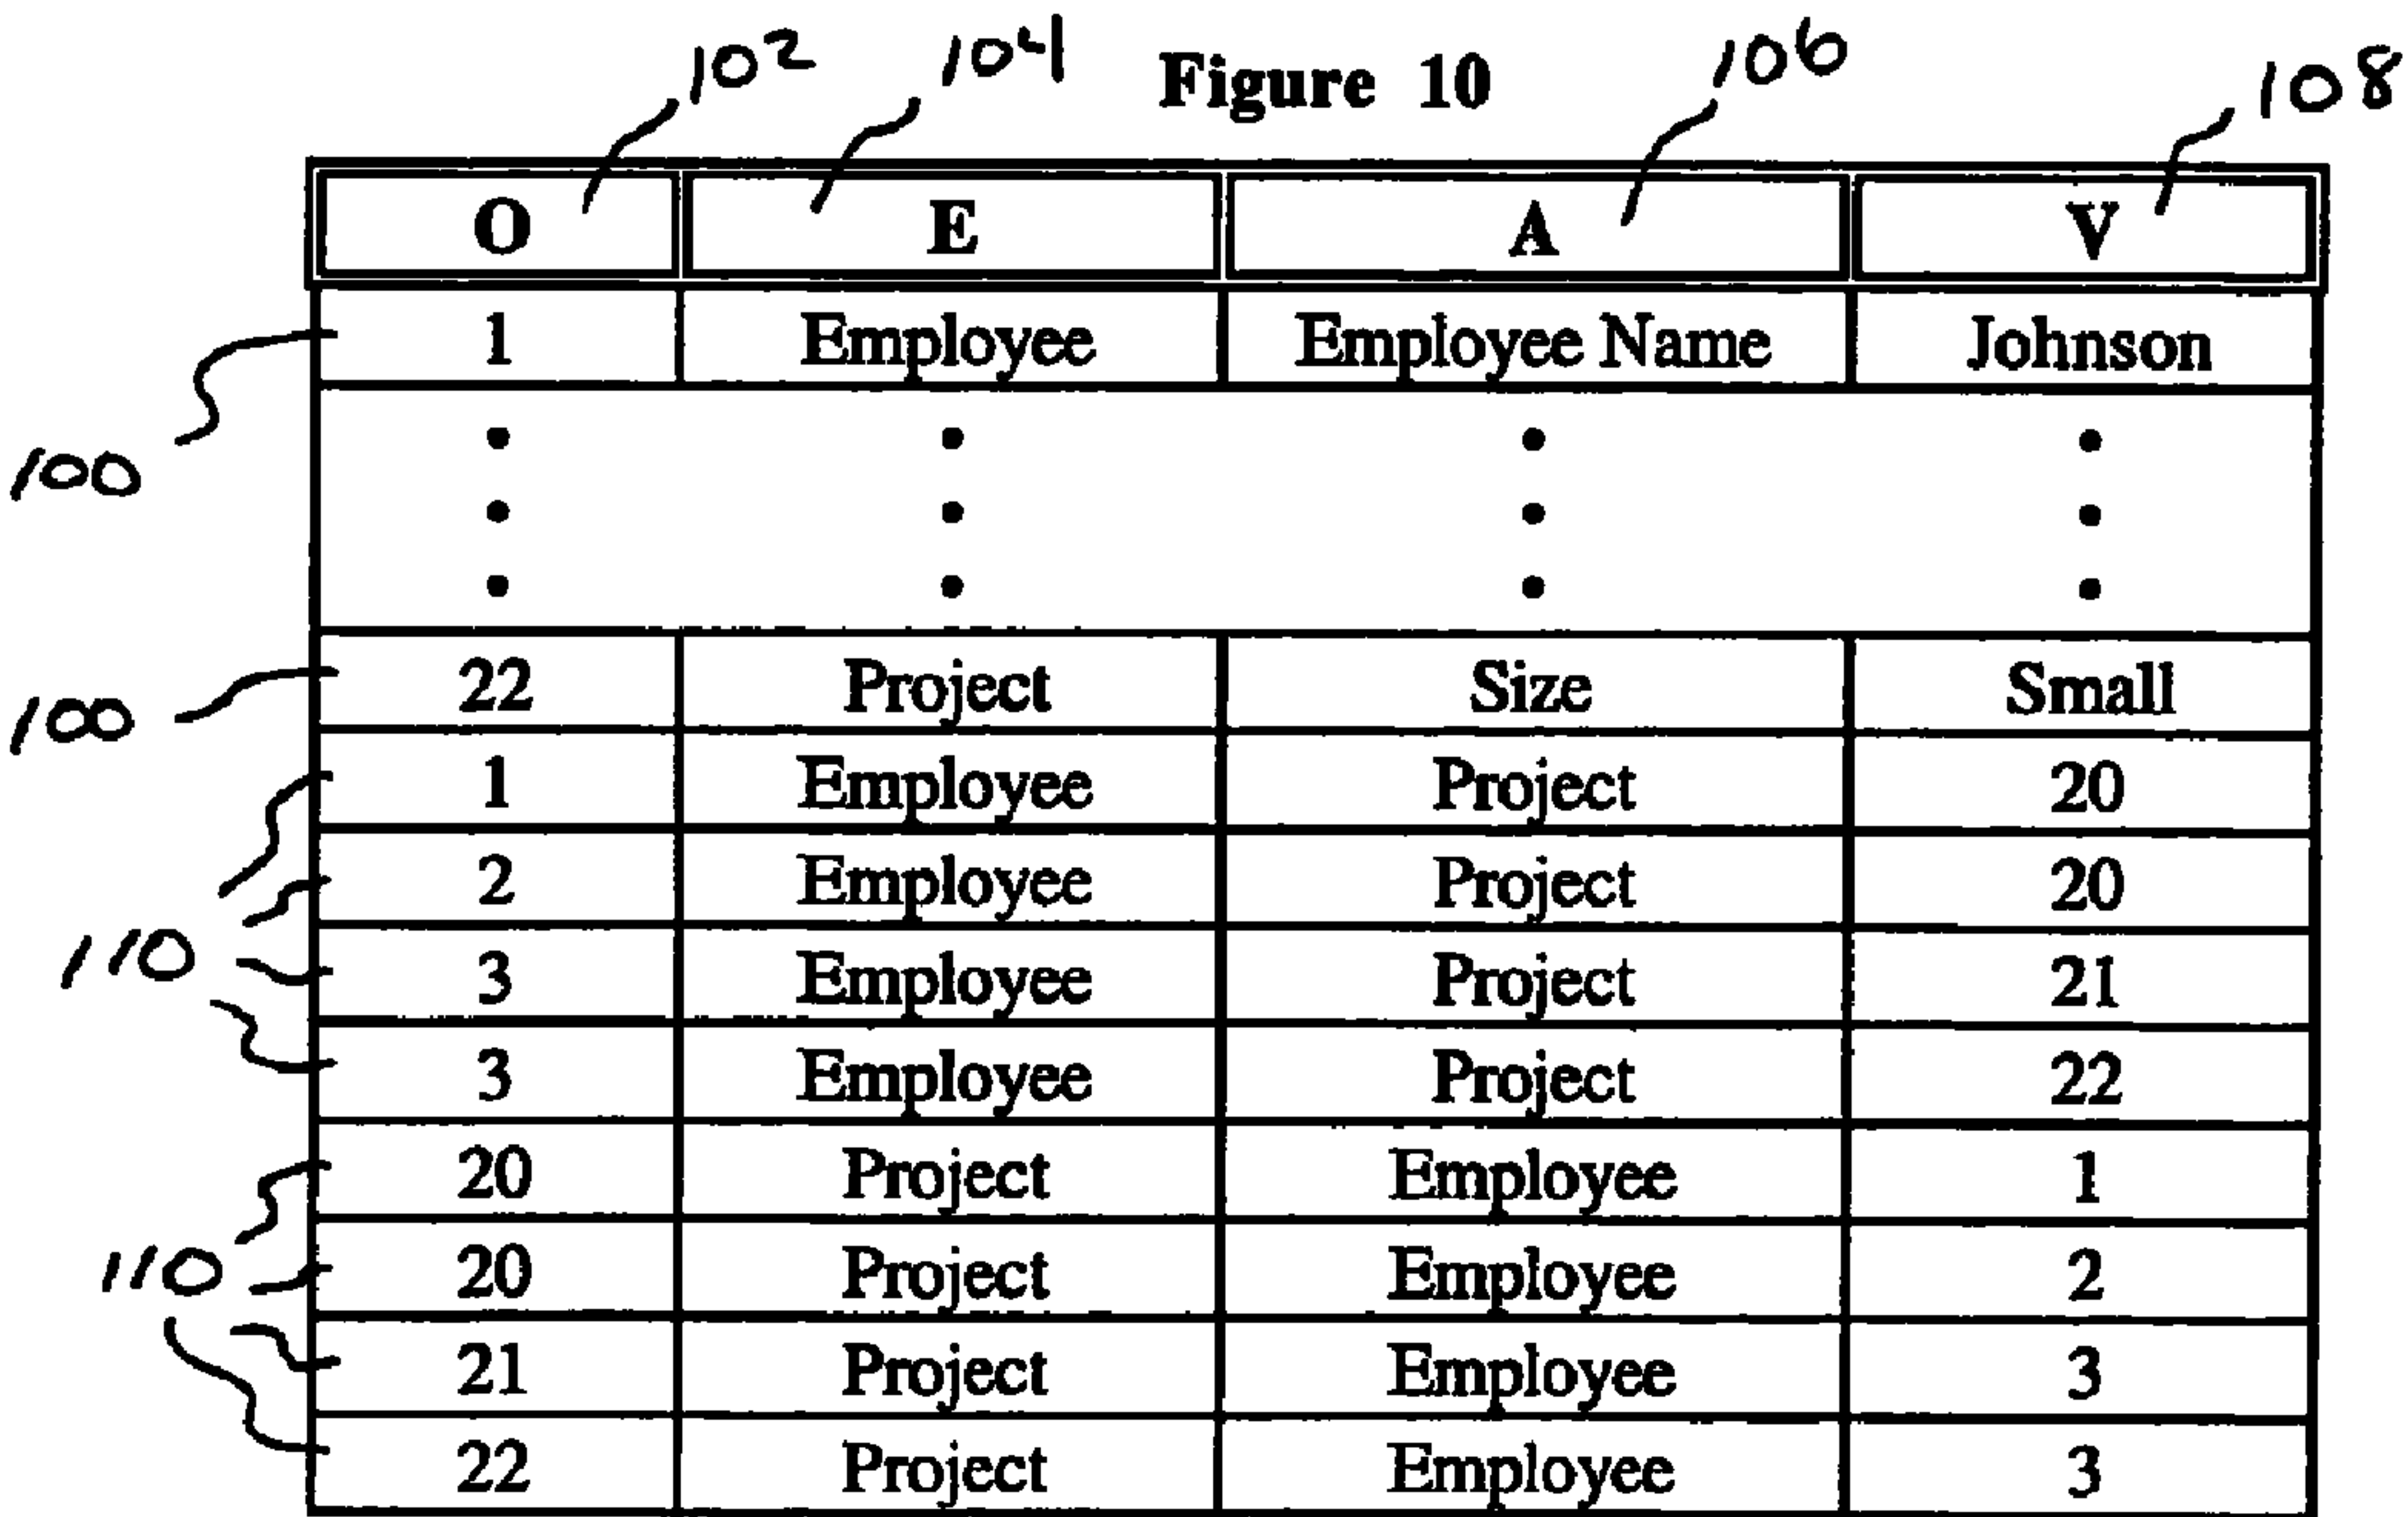 102 104 Figure 10 106 108
O E A V
1 Employee Employee Name Johnson
100
22 Project Size Small
100
1 Employee Project 20
2 Employee Project 20
110 3 Employee Project 21
3 Employee Project 22
20 Project Employee 1
110 20 Project Employee 2
21 Project Employee 3
22 Project Employee 3